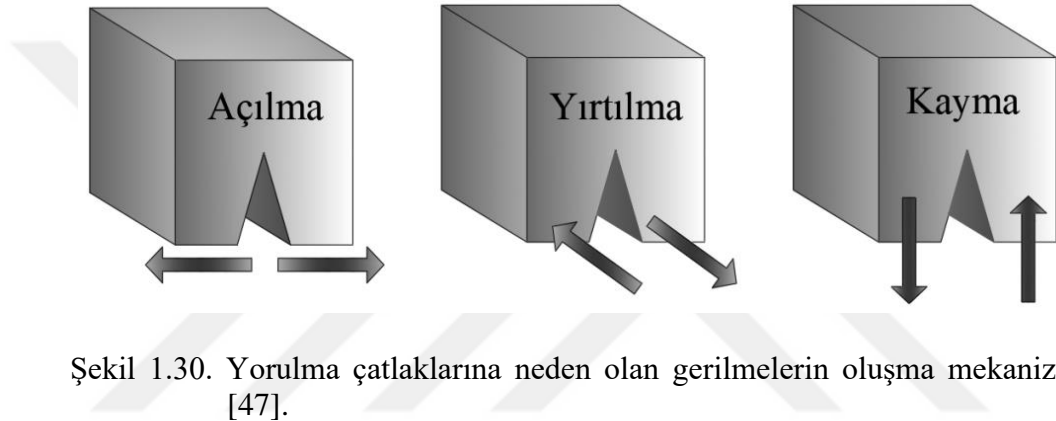 Açılma Yırtılma Kayma
Şekil 1.30. Yorulma çatlaklarına neden olan gerilmelerin oluşma mekaniz
[47].